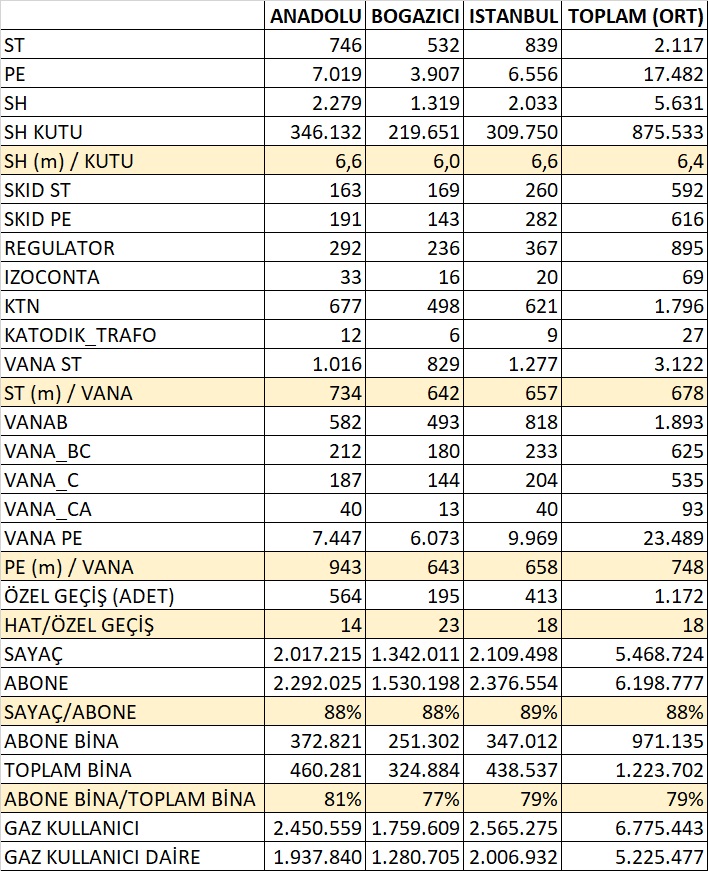 ANADOLU BOGAZICI ISTANBUL TOPLAM (ORT)
ST 746 532 839 2.117
PE 7.019 3.907 6.556 17.482
SH 2.279 1.319 2.033 5.631
SH KUTU 346.132 219.651 309.750 875.533
SH (m) / KUTU 6,6 6,0 6,6 6,4
SKID ST 163 169 260 592
SKID PE 191 143 282 616
REGULATOR 292 236 367 895
IZOCONTA 33 16 20 69
KTN 677 498 621 1.796
KATODIK_TRAFO 12 6 9 27
VANA ST 1.016 829 1.277 3.122
ST (m) / VANA 734 642 657 678
VANAB 582 493 818 1.893
VANA_BC 212 180 233 625
VANA_C 187 144 204 535
VANA_CA 40 13 40 93
VANA PE 7.447 6.073 9.969 23.489
PE (m) / VANA 943 643 658 748
ÖZEL GEÇİŞ (ADET) 564 195 413 1.172
HAT/ÖZEL GEÇİŞ 14 23 18 18
SAYAÇ 2.017.215 1.342.011 2.109.498 5.468.724
ABONE 2.292.025 1.530.198 2.376.554 6.198.777
SAYAÇ/ABONE 88% 88% 89% 88%
ABONE BİNA 372.821 251.302 347.012 971.135
TOPLAM BİNA 460.281 324.884 438.537 1.223.702
ABONE BİNA/TOPLAM BİNA 81% 77% 79% 79%
GAZ KULLANICI 2.450.559 1.759.609 2.565.275 6.775.443
GAZ KULLANICI DAİRE 1.937.840 1.280.705 2.006.932 5.225.477